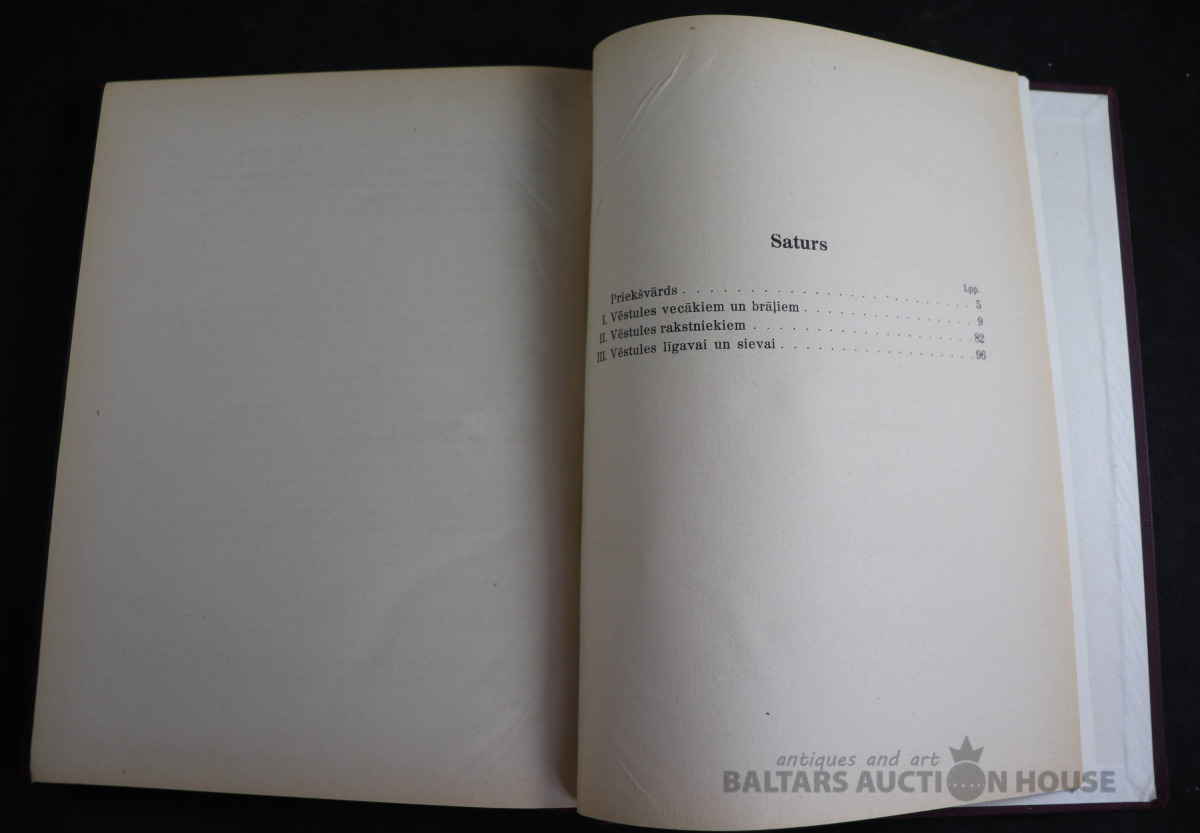 Saturs
Lpp.
Priekšvārds . . . . . . . . . . . . . . . . . . . . . . . . 5
I. Vēstules vecākiem un brāļiem . . . . . . . . . . . . . . 9
II. Vēstules rakstniekiem . . . . . . . . . . . . . . . . . 82
III. Vēstules līgavai un sievai . . . . . . . . . . . . . . . 96
antiques and art
BALTARS AUCTION HOUSE